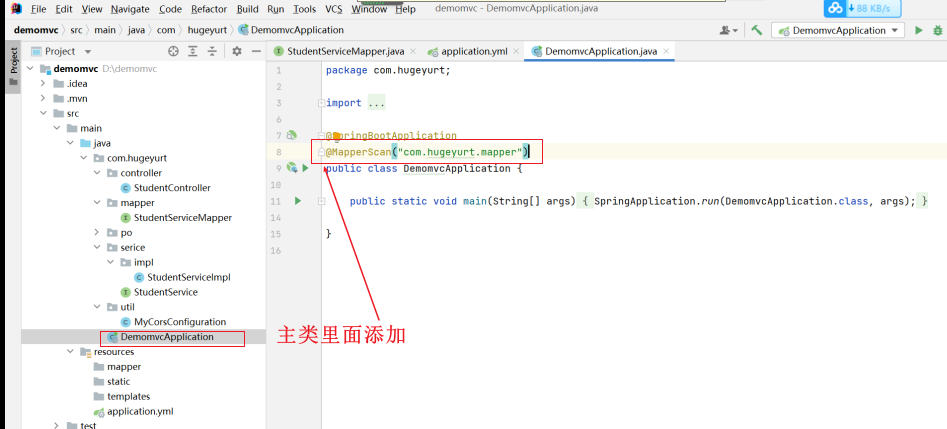 File Edit View Navigate Code Refactor Build Run Tools VCS Window Help demomvc - DemomvcApplication.java
88 KB/s
demomvc src main java com hugeyurt DemomvcApplication
DemomvcApplication
Project
Project
StudentServiceMapper.java application.yml DemomvcApplication.java
demomvc D:\demomvc
.idea
.mvn
src
main
java
com.hugeyurt
controller
StudentController
mapper
StudentServiceMapper
po
serice
impl
StudentServiceImpl
StudentService
util
MyCorsConfiguration
DemomvcApplication
resources
mapper
static
templates
application.yml
test
1 package com.hugeyurt;
2
3 import ...
6
7 @SpringBootApplication
8 @MapperScan("com.hugeyurt.mapper")
9 public class DemomvcApplication {
10
11 public static void main(String[] args) { SpringApplication.run(DemomvcApplication.class, args); }
14
15 }
16
主类里面添加